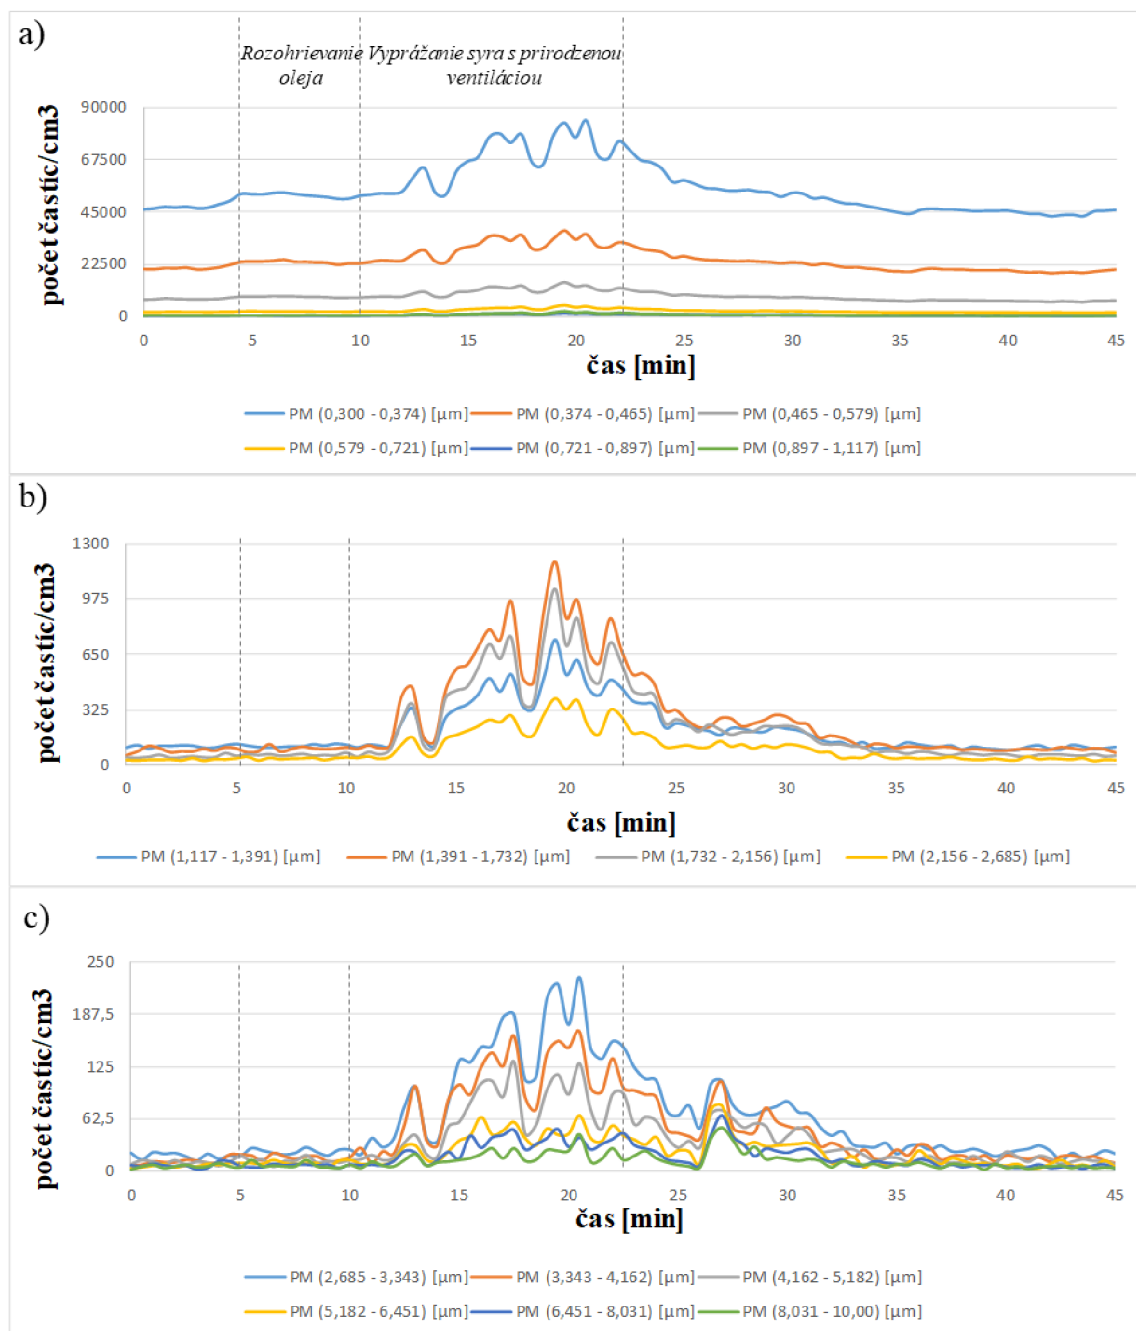 a)
Rozohrievanie Vyprážanie syra s prirodzenou
oleja ventiláciou
počet častíc/cm3
90000
67500
45000
22500
0
0 5 10 15 20 25 30 35 40 45
čas [min]
PM (0,300 - 0,374) [µm] PM (0,374 - 0,465) [µm] PM (0,465 - 0,579) [µm]
PM (0,579 - 0,721) [µm] PM (0,721 - 0,897) [µm] PM (0,897 - 1,117) [µm]
b)
počet častíc/cm3
1300
975
650
325
0
0 5 10 15 20 25 30 35 40 45
čas [min]
PM (1,117 - 1,391) [µm] PM (1,391 - 1,732) [µm] PM (1,732 - 2,156) [µm] PM (2,156 - 2,685) [µm]
c)
počet častíc/cm3
250
187,5
125
62,5
0
0 5 10 15 20 25 30 35 40 45
čas [min]
PM (2,685 - 3,343) [µm] PM (3,343 - 4,162) [µm] PM (4,162 - 5,182) [µm]
PM (5,182 - 6,451) [µm] PM (6,451 - 8,031) [µm] PM (8,031 - 10,00) [µm]